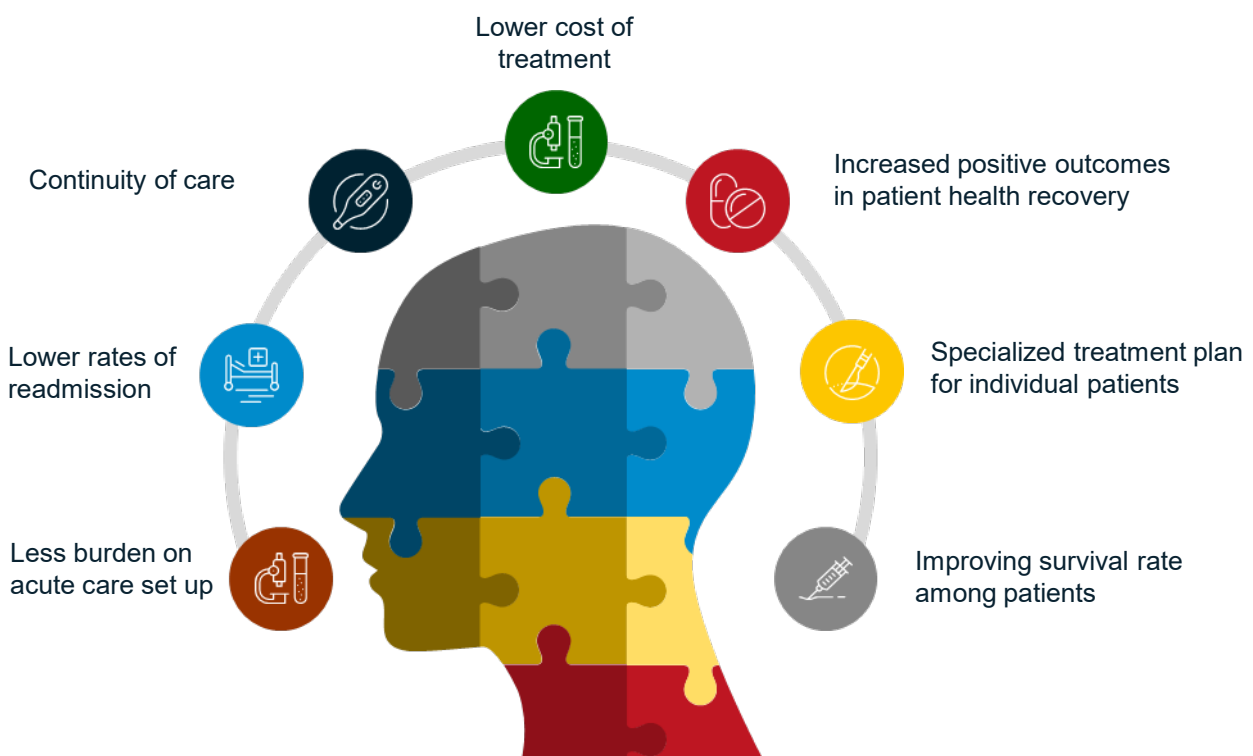 Lower cost of
treatment
Continuity of care
Increased positive outcomes
in patient health recovery
Lower rates of
readmission
Specialized treatment plan
for individual patients
Less burden on
acute care set up
Improving survival rate
among patients